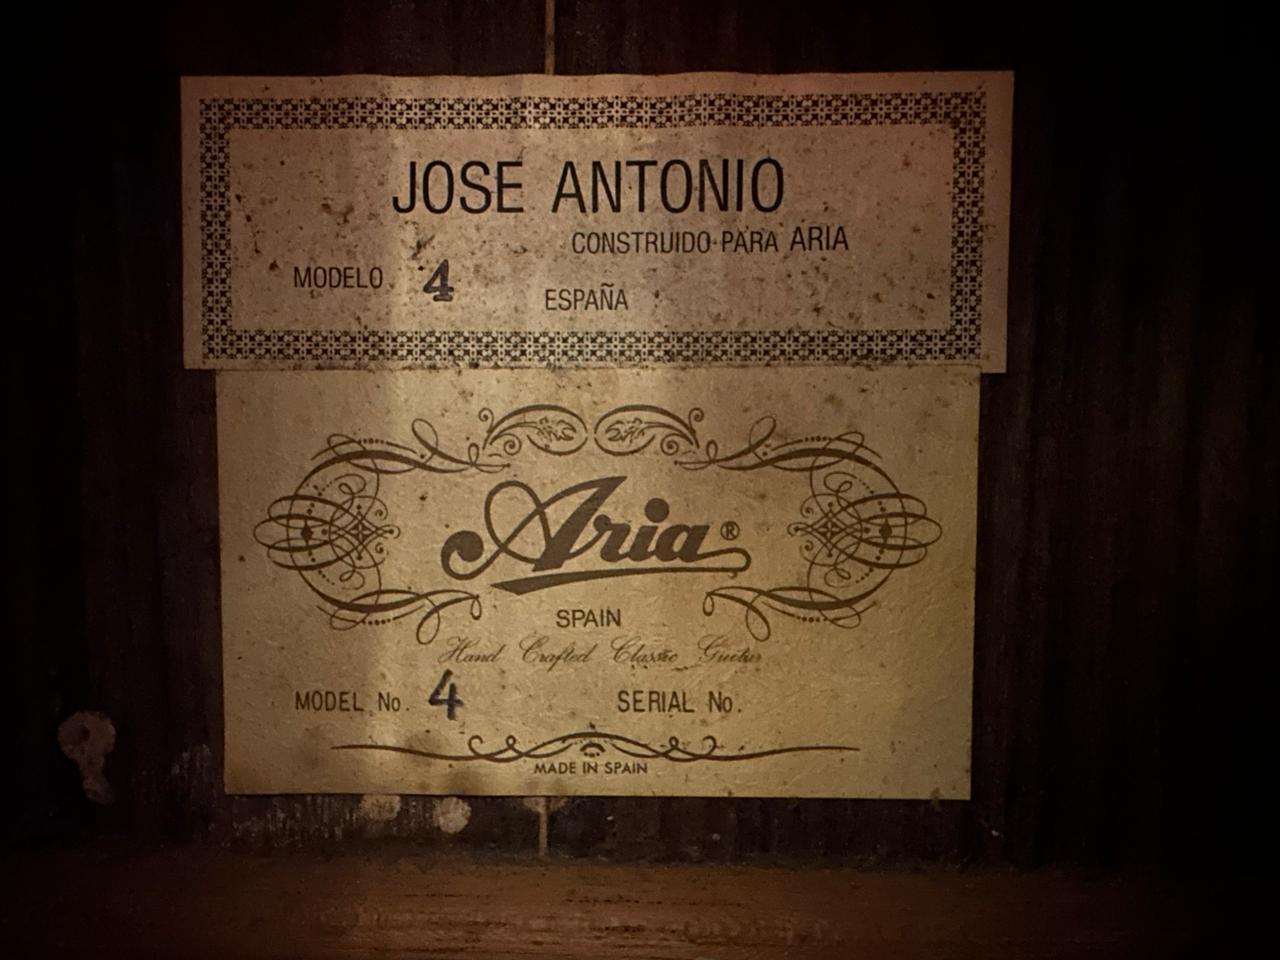 JOSE ANTONIO
CONSTRUIDO PARA ARIA
MODELO 4
ESPAÑA
Aria®
SPAIN
Hand Crafted Classic Guitar
MODEL No. 4 SERIAL No.
MADE IN SPAIN